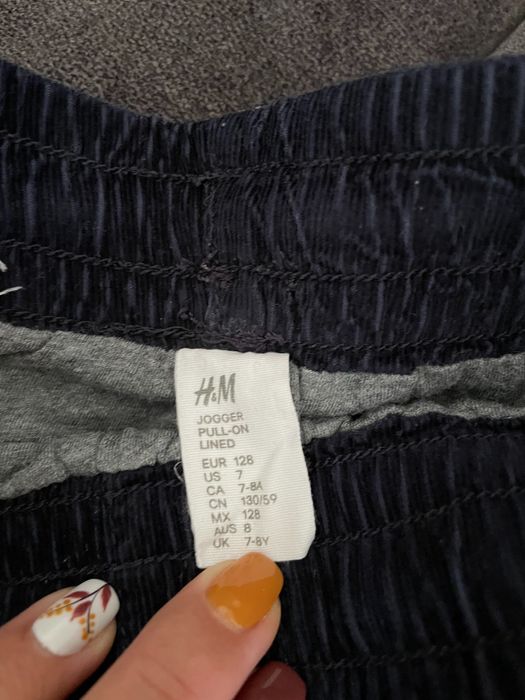 H&M
JOGGER
PULL-ON
LINED
EUR 128
US 7
CA 7-8A
CN 130/59
MX 128
AUS 8
UK 7-8Y